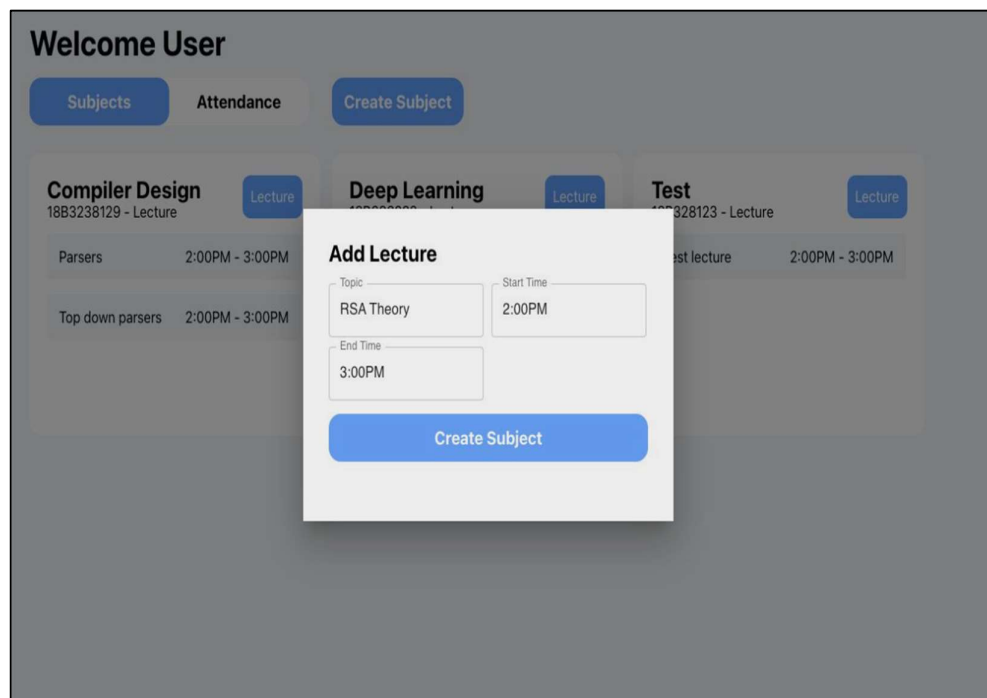 Welcome User
Subjects Attendance Create Subject
Compiler Design Lecture
18B3238129 - Lecture
Parsers 2:00PM - 3:00PM
Top down parsers 2:00PM - 3:00PM
Deep Learning Lecture
Test Lecture
328123 - Lecture
lecture 2:00PM - 3:00PM
Add Lecture
Topic Start Time
RSA Theory 2:00PM
End Time
3:00PM
Create Subject